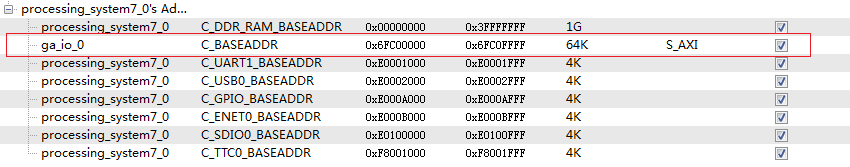 processing_system7_0's Ad...
processing_system7_0 C_DDR_RAM_BASEADDR 0x00000000 0x3FFFFFFF 1G
ga_io_0 C_BASEADDR 0x6FC00000 0x6FC0FFFF 64K S_AXI
processing_system7_0 C_UART1_BASEADDR 0xE0001000 0xE0001FFF 4K
processing_system7_0 C_USB0_BASEADDR 0xE0002000 0xE0002FFF 4K
processing_system7_0 C_GPIO_BASEADDR 0xE000A000 0xE000AFFF 4K
processing_system7_0 C_ENET0_BASEADDR 0xE000B000 0xE000BFFF 4K
processing_system7_0 C_SDIO0_BASEADDR 0xE0100000 0xE0100FFF 4K
processing_system7_0 C_TTC0_BASEADDR 0xF8001000 0xF8001FFF 4K